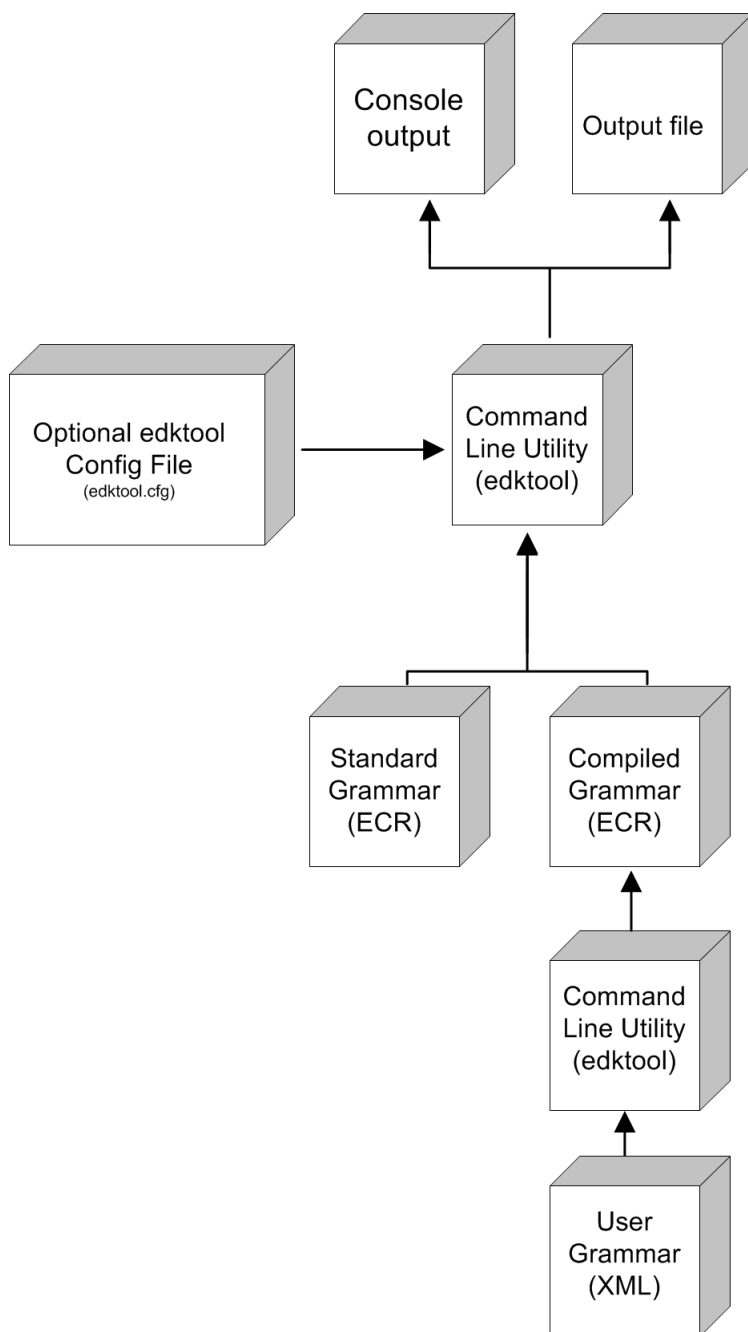 Console
output
Output file
Optional edktool
Config File
(edktool.cfg)
Command
Line Utility
(edktool)
Standard
Grammar
(ECR)
Compiled
Grammar
(ECR)
Command
Line Utility
(edktool)
User
Grammar
(XML)